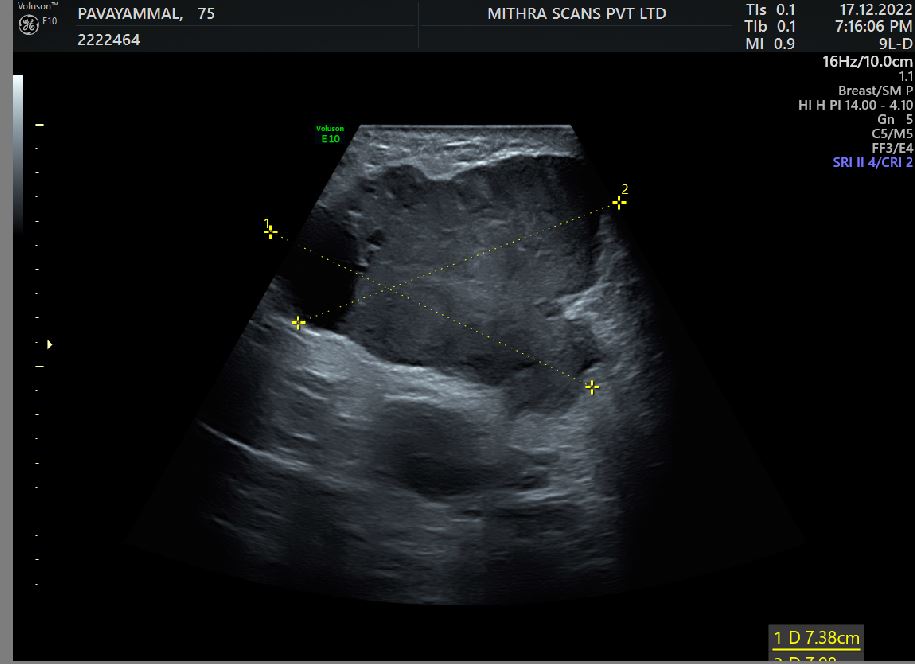 Voluson™
E10
PAVAYAMMAL, 75
2222464
MITHRA SCANS PVT LTD
TIs 0.1
TIb 0.1
MI 0.9
17.12.2022
7:16:06 PM
9L-D
16Hz/10.0cm
1.1
Breast/SM P
HI H PI 14.00 - 4.10
Gn 5
C5/M5
FF3/E4
SRI II 4/CRI 2
Voluson
E10
1
2
1 D 7.38cm